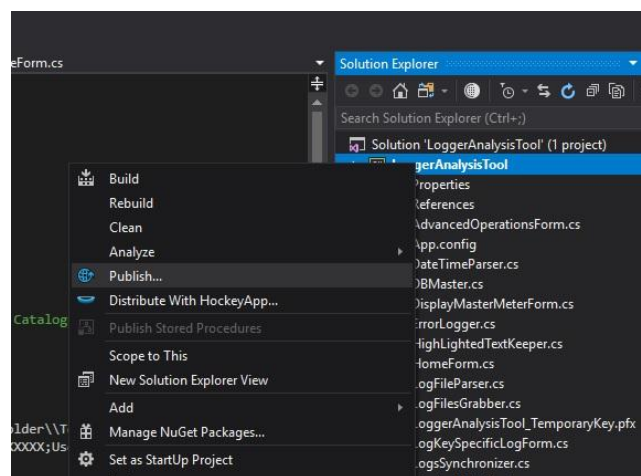 eForm.cs
Solution Explorer
Search Solution Explorer (Ctrl+;)
Solution 'LoggerAnalysisTool' (1 project)
gerAnalysisTool
Properties
References
AdvancedOperationsForm.cs
App.config
DateTimeParser.cs
DBMaster.cs
DisplayMasterMeterForm.cs
ErrorLogger.cs
HighLightedTextKeeper.cs
HomeForm.cs
LogFileParser.cs
LogFilesGrabber.cs
LoggerAnalysisTool_TemporaryKey.pfx
LogKeySpecificLogForm.cs
LogsSynchronizer.cs
Build
Rebuild
Clean
Analyze
Publish...
Distribute With HockeyApp...
Publish Stored Procedures
Scope to This
New Solution Explorer View
Add
Manage NuGet Packages...
Set as StartUp Project
Catalog
older\\T
XXXX;Us